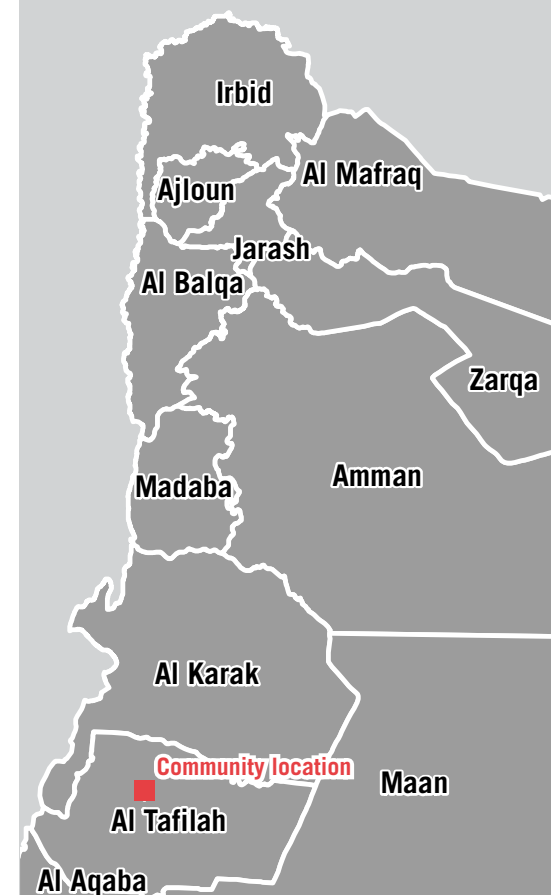 Irbid
Al Mafraq
Ajloun
Jarash
Al Balqa
Zarqa
Amman
Madaba
Al Karak
Community location
Maan
Al Tafilah
Al Aqaba